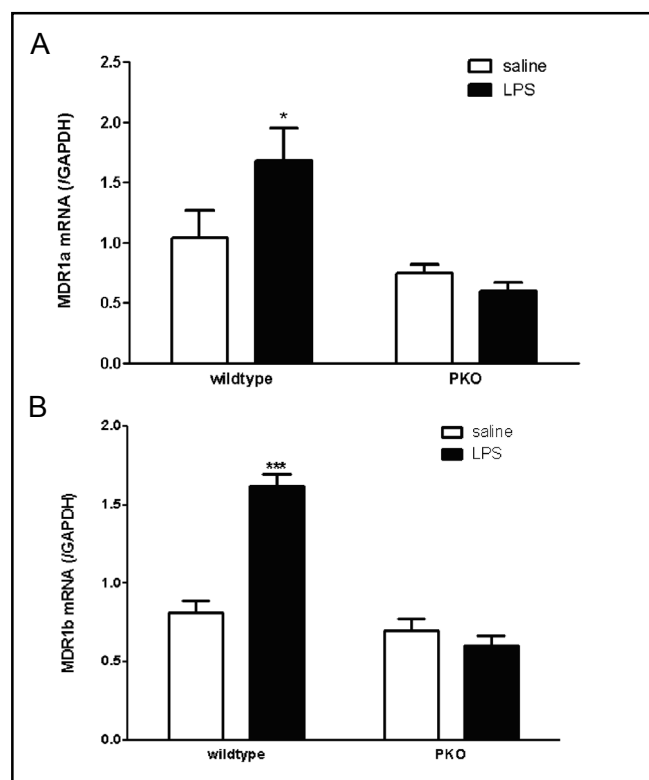 A
2.5
2.0
1.5
1.0
0.5
0.0
MDR1a mRNA (/GAPDH)
saline
LPS
*
wildtype PKO
B
2.0
1.5
1.0
0.5
0.0
MDR1b mRNA (/GAPDH)
saline
LPS
***
wildtype PKO